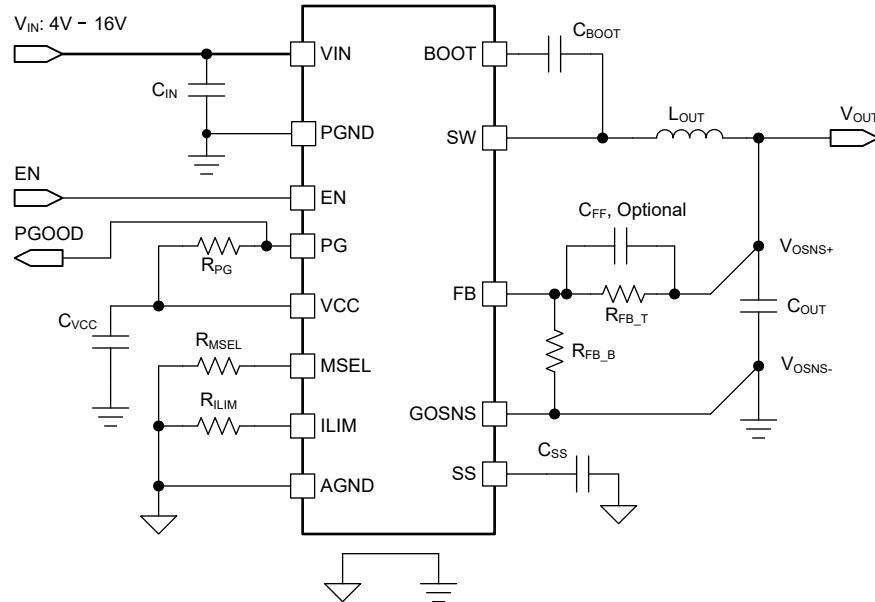 VIN: 4V – 16V
CIN
EN
PGOOD
RPG
CVCC
RMSEL
RILIM
VIN
PGND
EN
PG
VCC
MSEL
ILIM
AGND
BOOT
SW
FB
GOSNS
SS
CBOOT
LOUT
VOUT
CFF, Optional
RFB_T
RFB_B
VOSNS+
COUT
VOSNS-
CSS